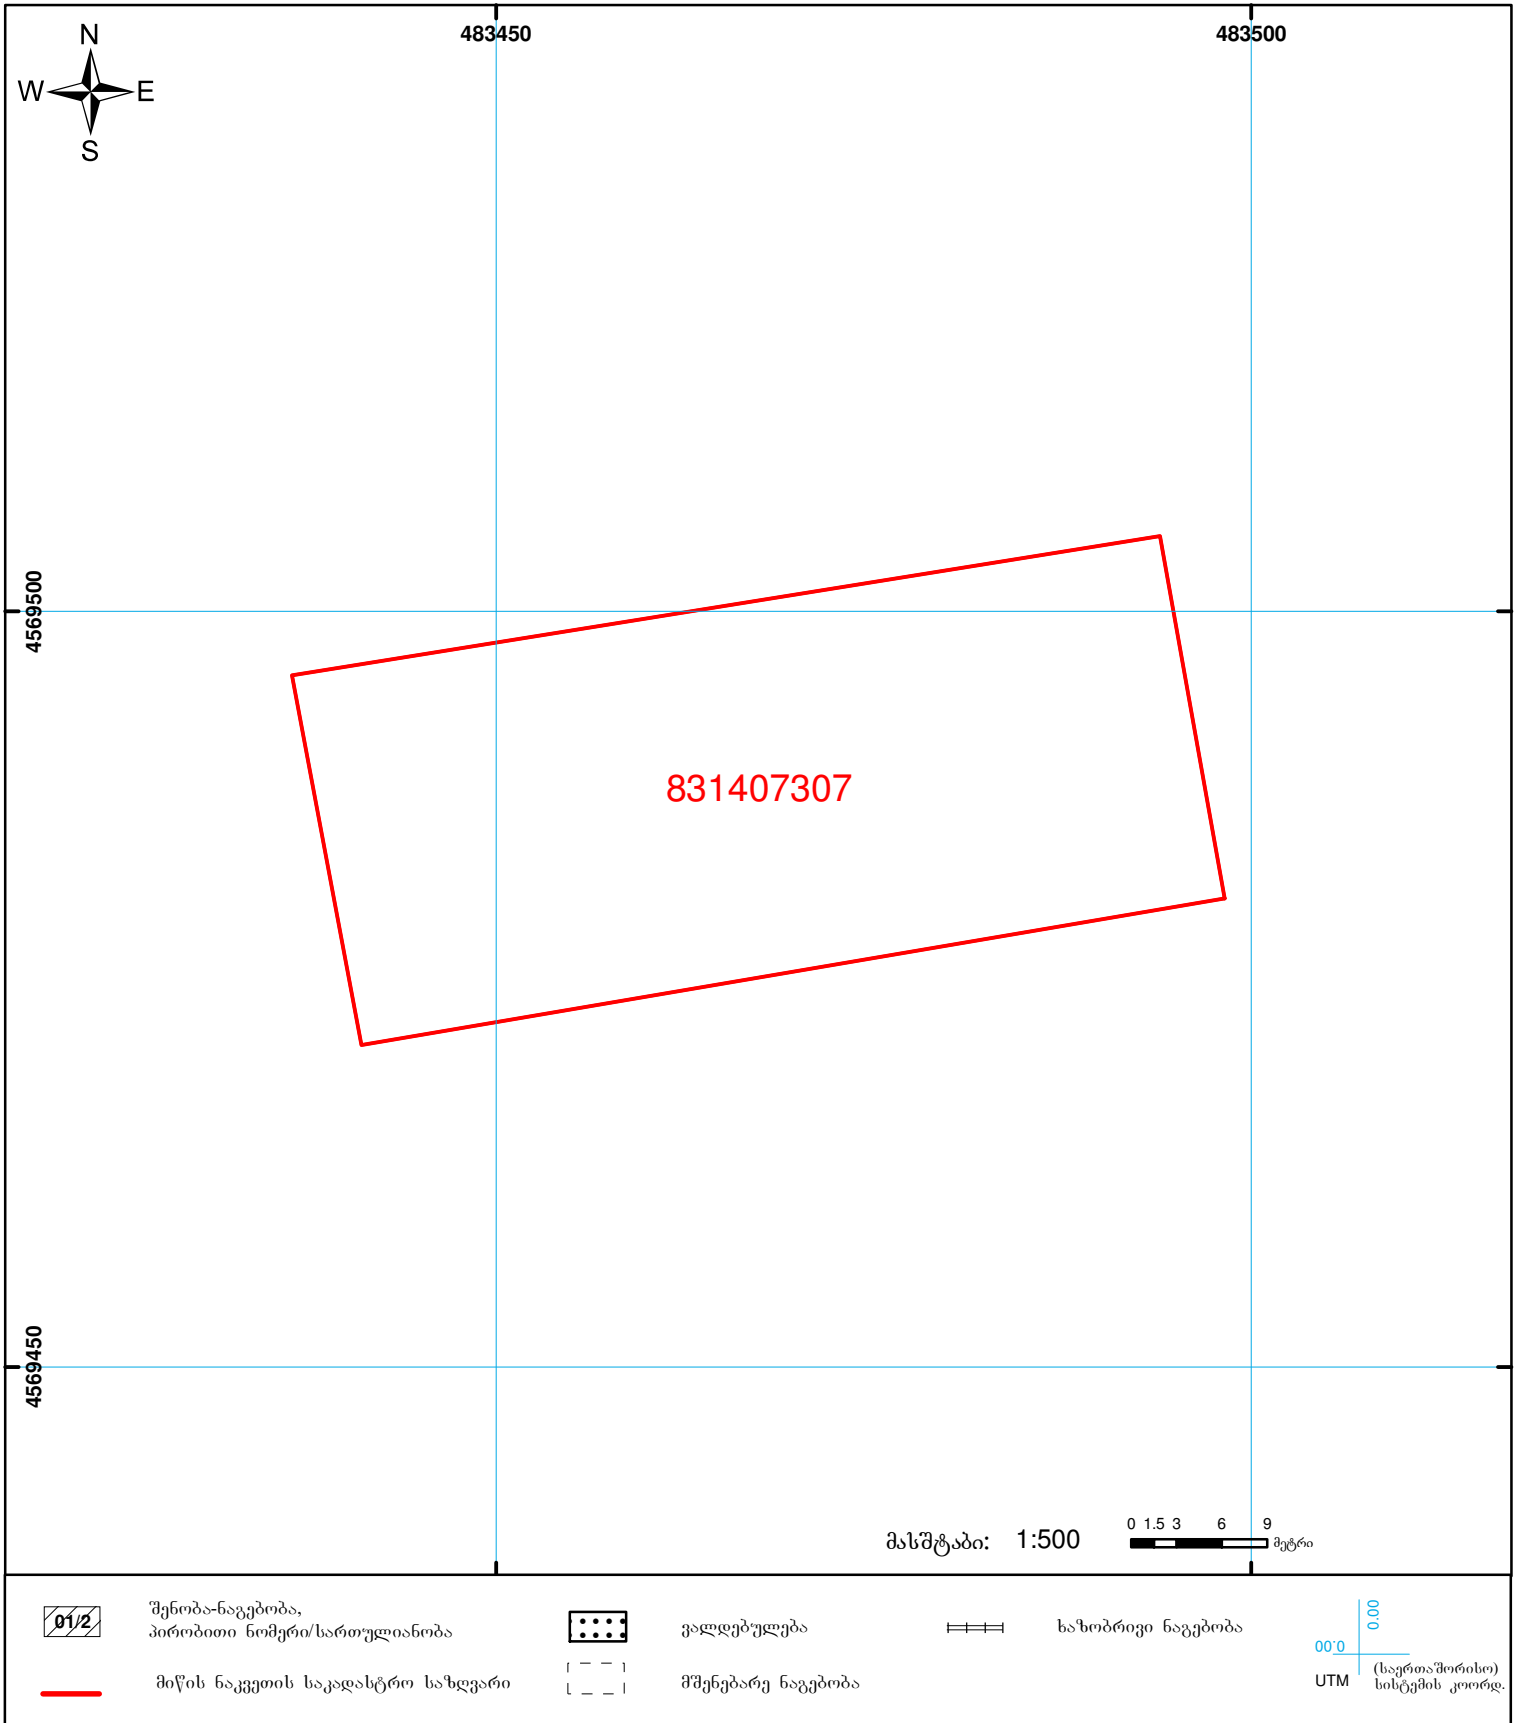 483450
483500
N
W
E
S
4569500
831407307
4569450
მასშტაბი: 1:500
0 1.5 3 6 9
მეტრი
01/2
შენობა-ნაგებობა,
პირობითი ნომერი/სართულიანობა
ვალდებულება
ხაზობრივი ნაგებობა
0.00
0.00
მიწის ნაკვეთის საკადასტრო საზღვარი
მშენებარე ნაგებობა
UTM
(საერთაშორისო)
სისტემის კოორდ.